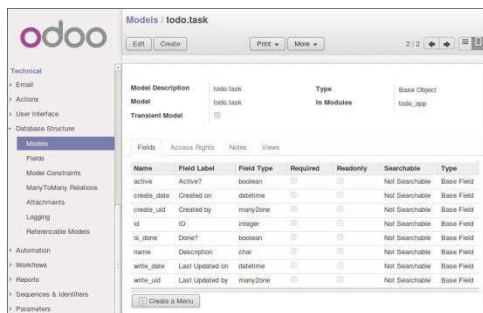 odoo
Technical
Email
Actions
User Interface
Database Structure
Models
Fields
Model Constraints
ManyToMany Relations
Attachments
Logging
Referencable Models
Automation
Workflows
Reports
Sequences & Identifiers
Parameters
Models / todo.task
Edit Create Print More 2 / 2
Model Description todo.task Type Base Object
Model todo.task In Modules todo_app
Transient Model
Fields Access Rights Notes Views
Name Field Label Field Type Required Readonly Searchable Type
active Active? boolean Not Searchable Base Field
create_date Created on datetime Not Searchable Base Field
create_uid Created by many2one Not Searchable Base Field
id ID integer Not Searchable Base Field
is_done Done? boolean Not Searchable Base Field
name Description char Not Searchable Base Field
write_date Last Updated on datetime Not Searchable Base Field
write_uid Last Updated by many2one Not Searchable Base Field
Create a Menu